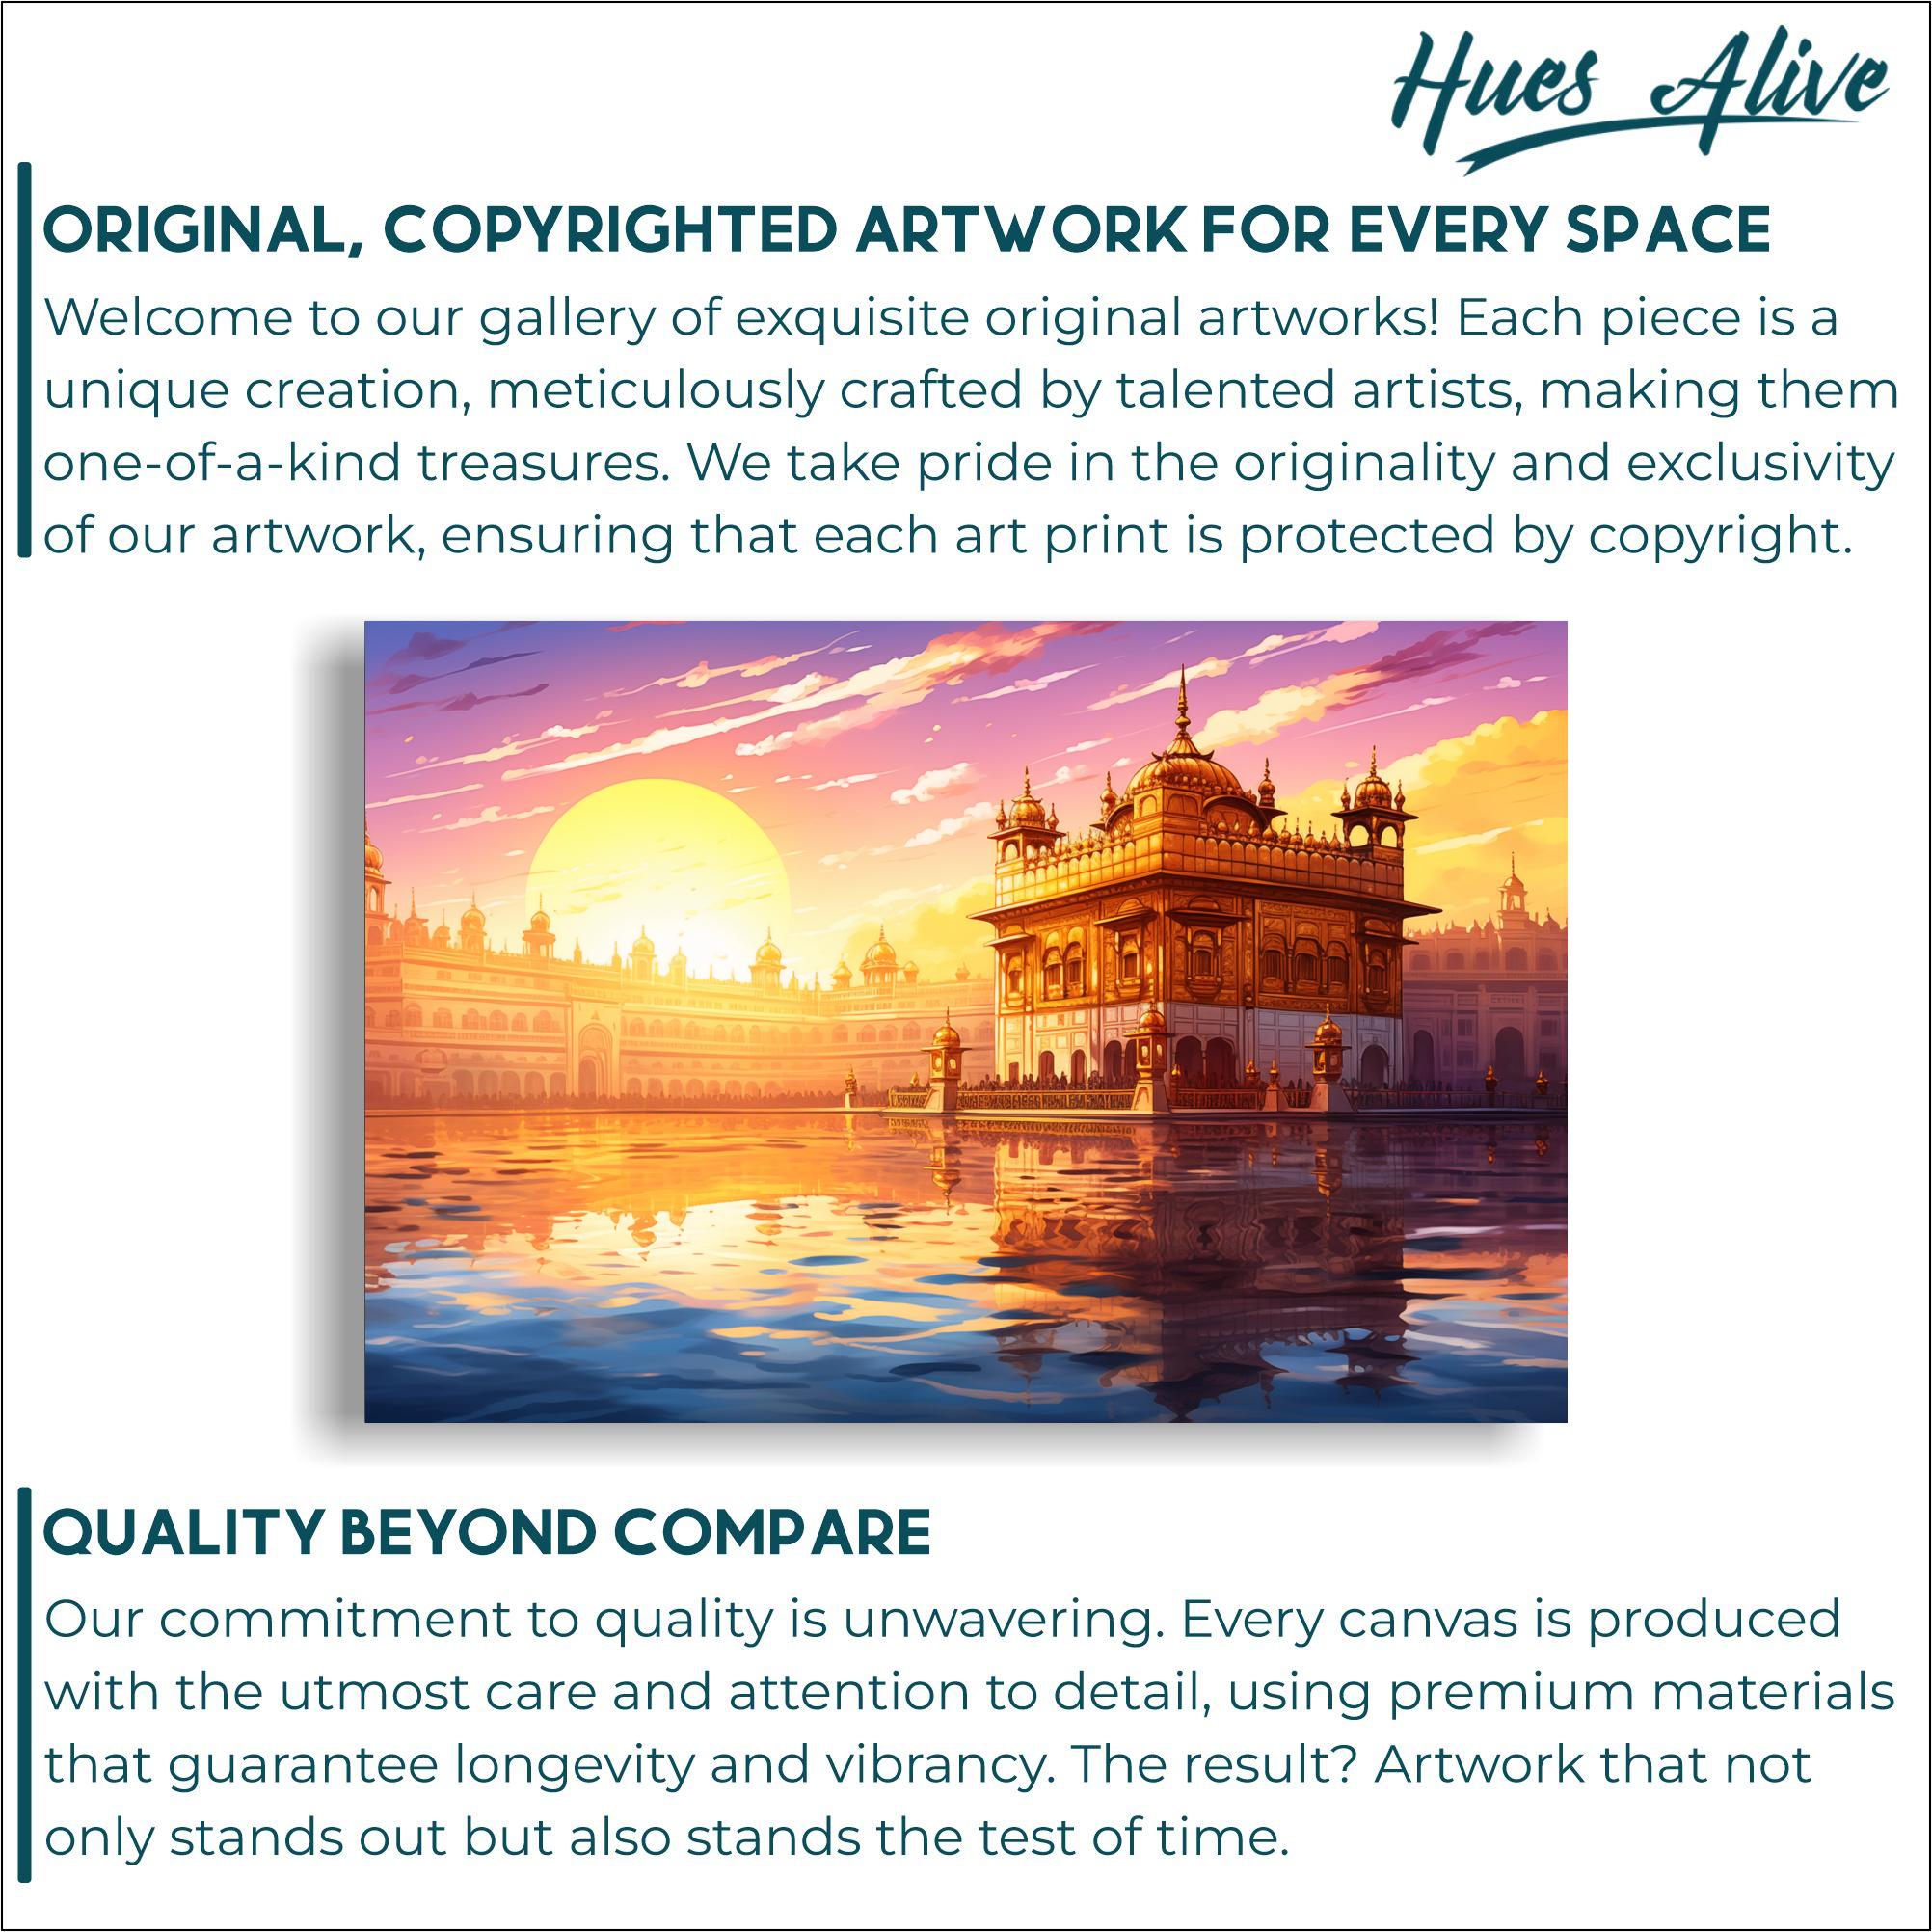 Hues Alive
ORIGINAL, COPYRIGHTED ARTWORK FOR EVERY SPACE
Welcome to our gallery of exquisite original artworks! Each piece is a
unique creation, meticulously crafted by talented artists, making them
one-of-a-kind treasures. We take pride in the originality and exclusivity
of our artwork, ensuring that each art print is protected by copyright.
QUALITY BEYOND COMPARE
Our commitment to quality is unwavering. Every canvas is produced
with the utmost care and attention to detail, using premium materials
that guarantee longevity and vibrancy. The result? Artwork that not
only stands out but also stands the test of time.